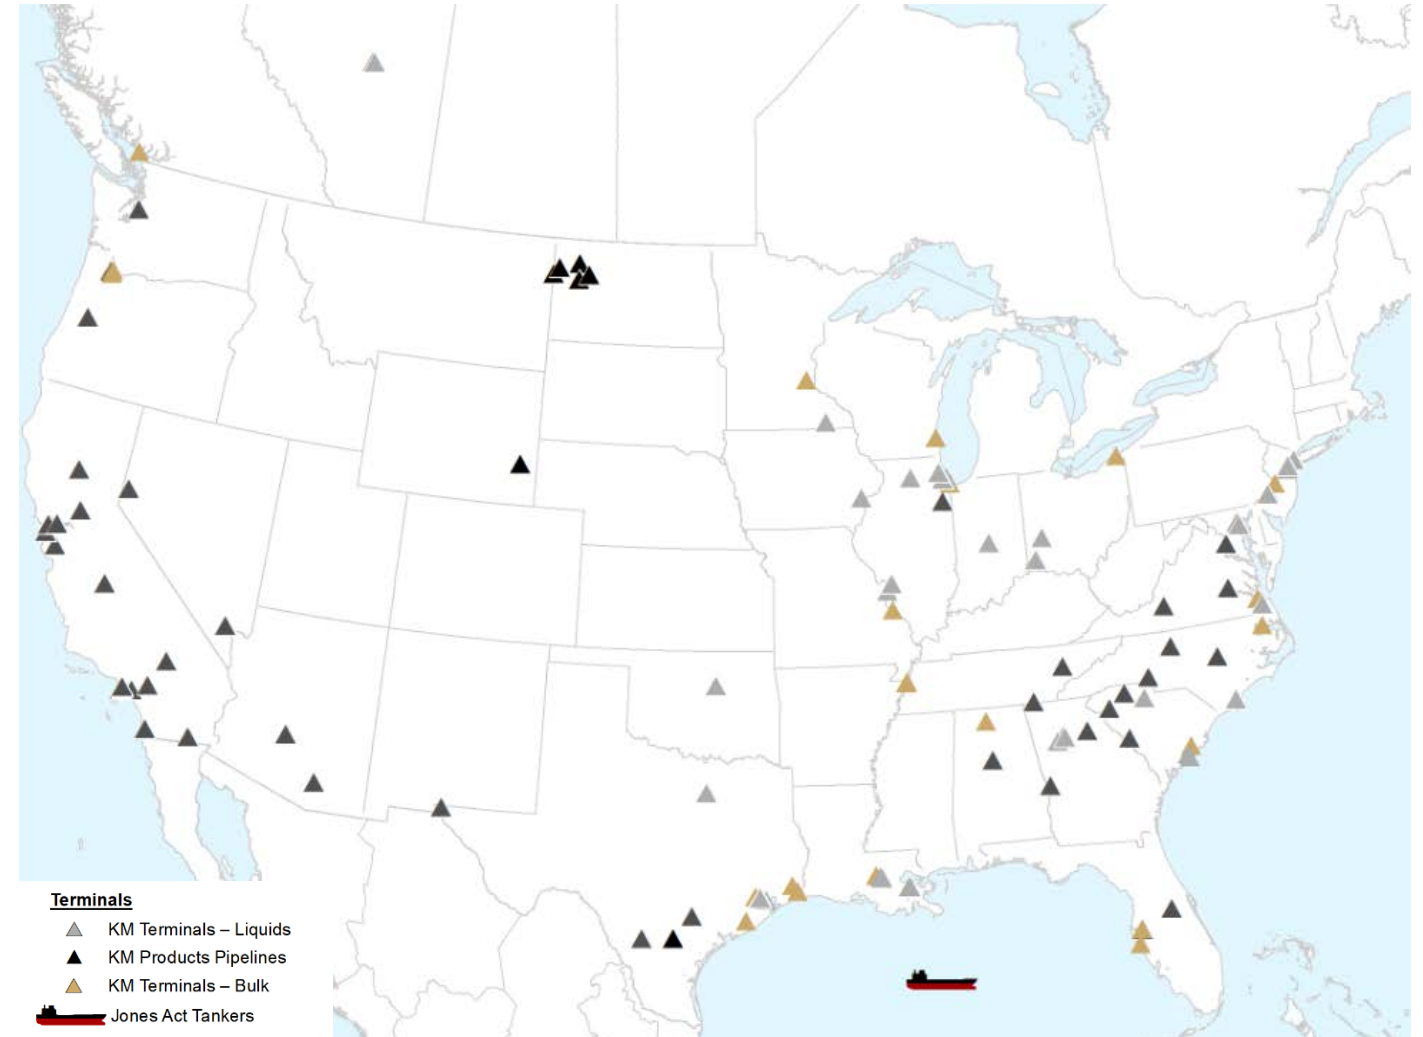 Terminals
KM Terminals – Liquids
KM Products Pipelines
KM Terminals – Bulk
Jones Act Tankers